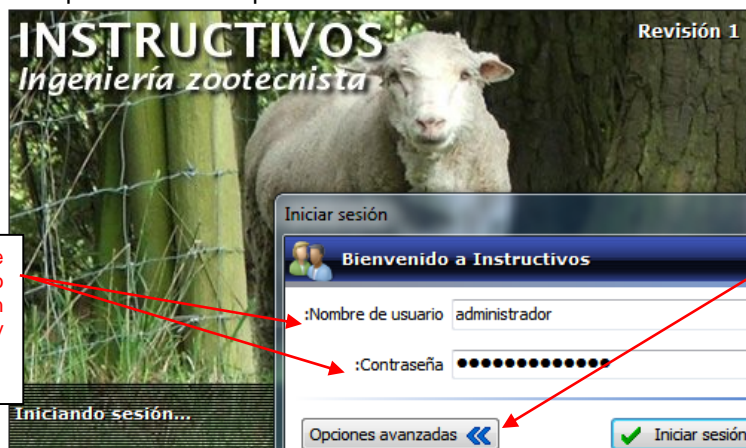 INSTRUCTIVOS
Ingeniería zootecnista
Revisión 1
Iniciar sesión
Bienvenido a Instructivos
:Nombre de usuario administrador
:Contraseña ●●●●●●●●●●●●●
Iniciando sesión...
Opciones avanzadas
Iniciar sesión